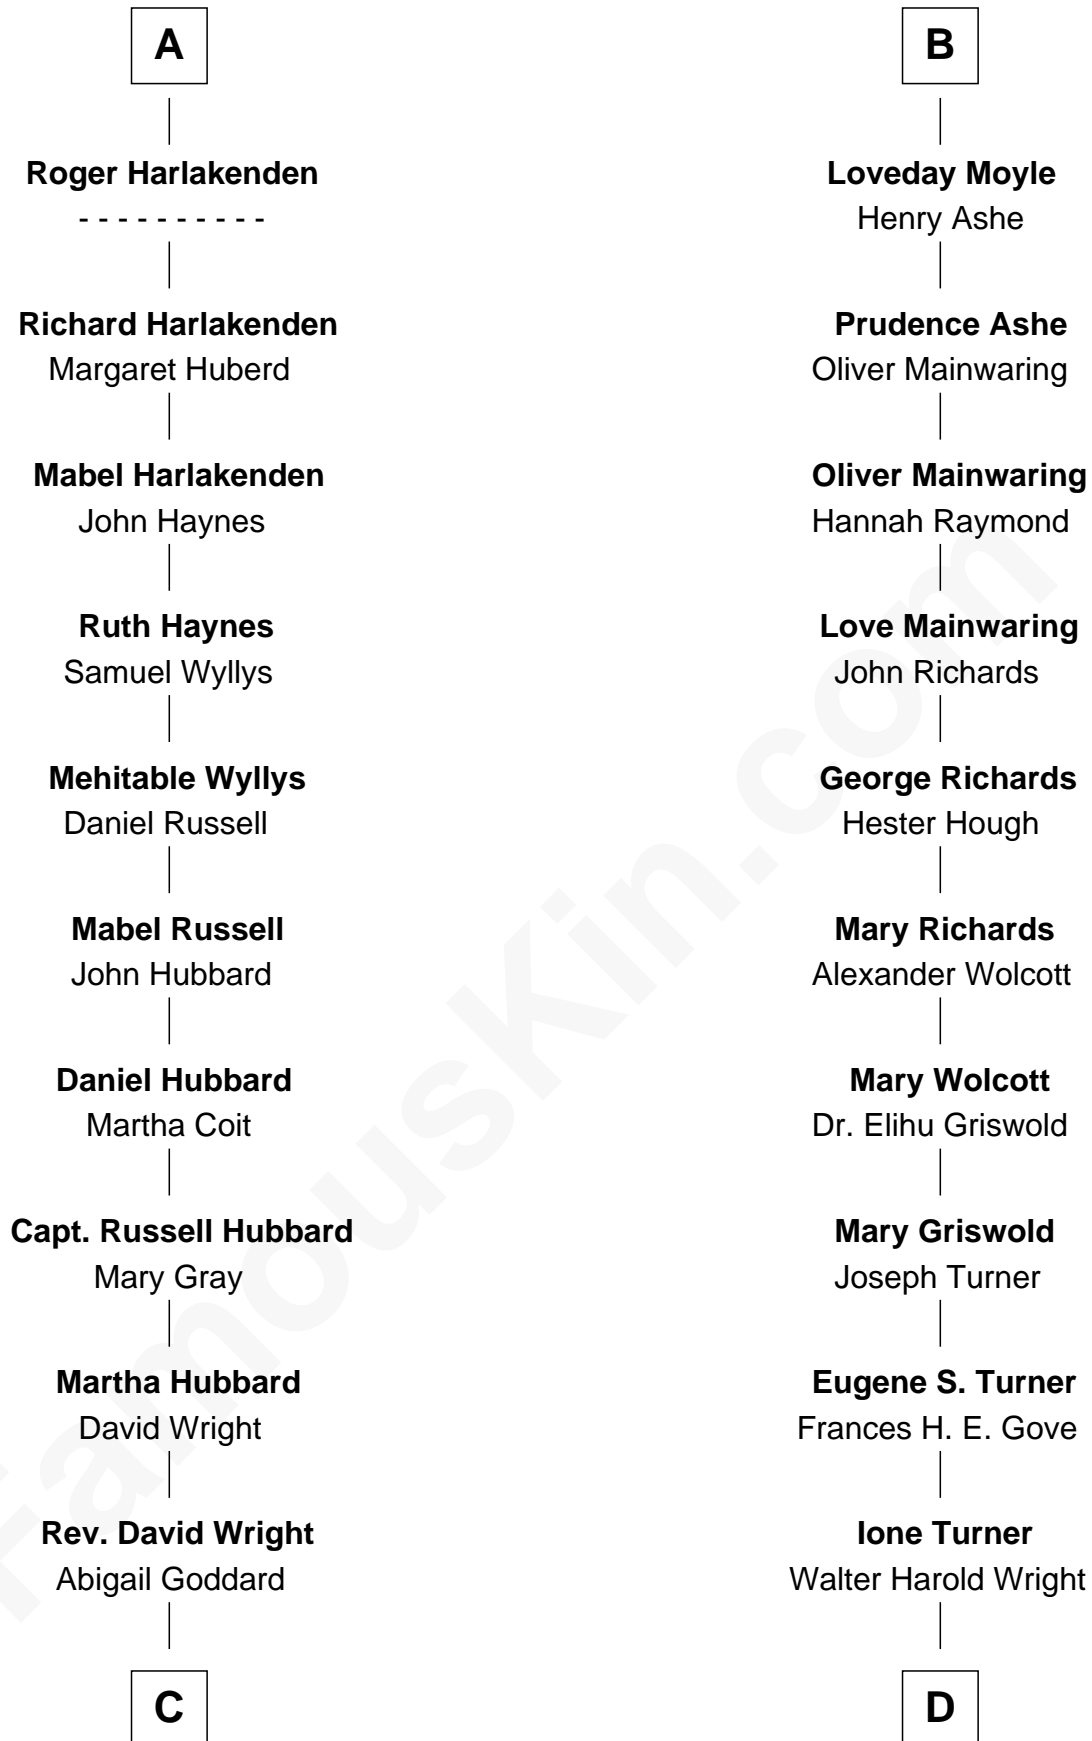 A
Roger Harlakenden
- - - - - - - - - -
Richard Harlakenden
Margaret Huberd
Mabel Harlakenden
John Haynes
Ruth Haynes
Samuel Wyllys
Mehitable Wyllys
Daniel Russell
Mabel Russell
John Hubbard
Daniel Hubbard
Martha Coit
Capt. Russell Hubbard
Mary Gray
Martha Hubbard
David Wright
Rev. David Wright
Abigail Goddard
C
B
Loveday Moyle
Henry Ashe
Prudence Ashe
Oliver Mainwaring
Oliver Mainwaring
Hannah Raymond
Love Mainwaring
John Richards
George Richards
Hester Hough
Mary Richards
Alexander Wolcott
Mary Wolcott
Dr. Elihu Griswold
Mary Griswold
Joseph Turner
Eugene S. Turner
Frances H. E. Gove
Ione Turner
Walter Harold Wright
D
FamousKin.com